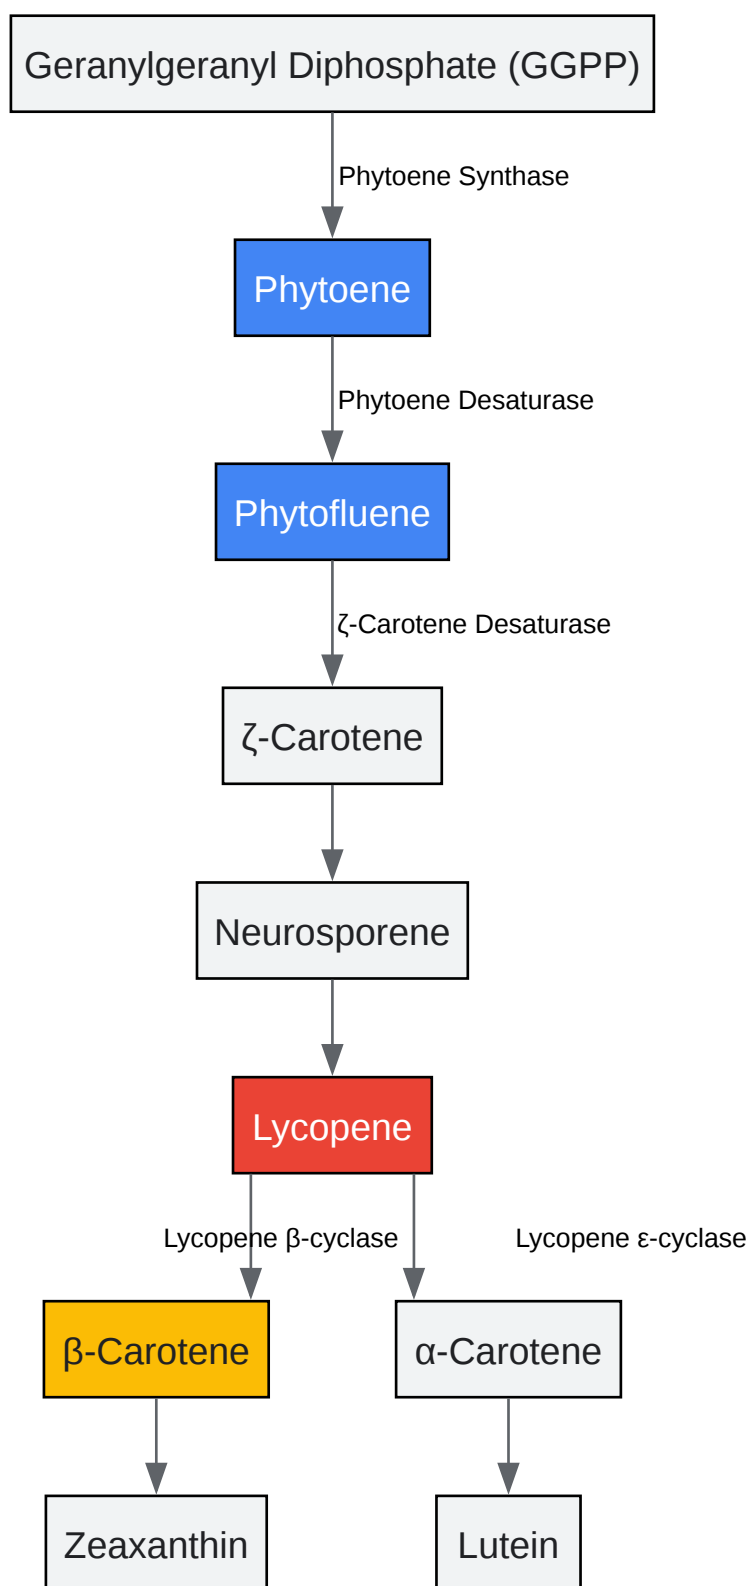 Geranylgeranyl Diphosphate (GGPP)
Phytoene Synthase
Phytoene
Phytoene Desaturase
Phytofluene
ζ-Carotene Desaturase
ζ-Carotene
Neurosporene
Lycopene
Lycopene β-cyclase
Lycopene ε-cyclase
β-Carotene
α-Carotene
Zeaxanthin
Lutein